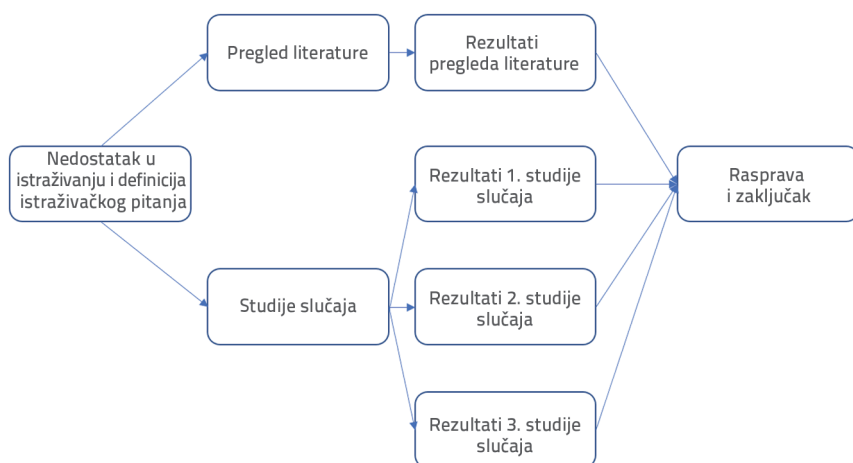 Pregled literature
Rezultati
pregleda literature
Nedostatak u
istraživanju i definicija
istraživačkog pitanja
Rezultati 1. studije
slučaja
Rasprava
i zaključak
Studije slučaja
Rezultati 2. studije
slučaja
Rezultati 3. studije
slučaja